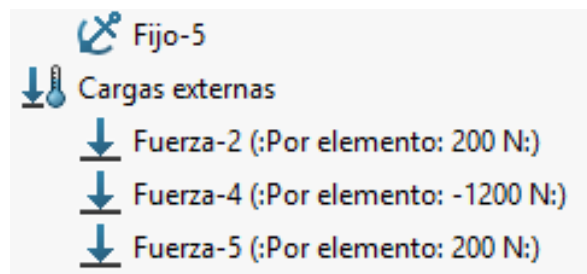 Fijo-5
Cargas externas
Fuerza-2 (:Por elemento: 200 N:)
Fuerza-4 (:Por elemento: -1200 N:)
Fuerza-5 (:Por elemento: 200 N:)